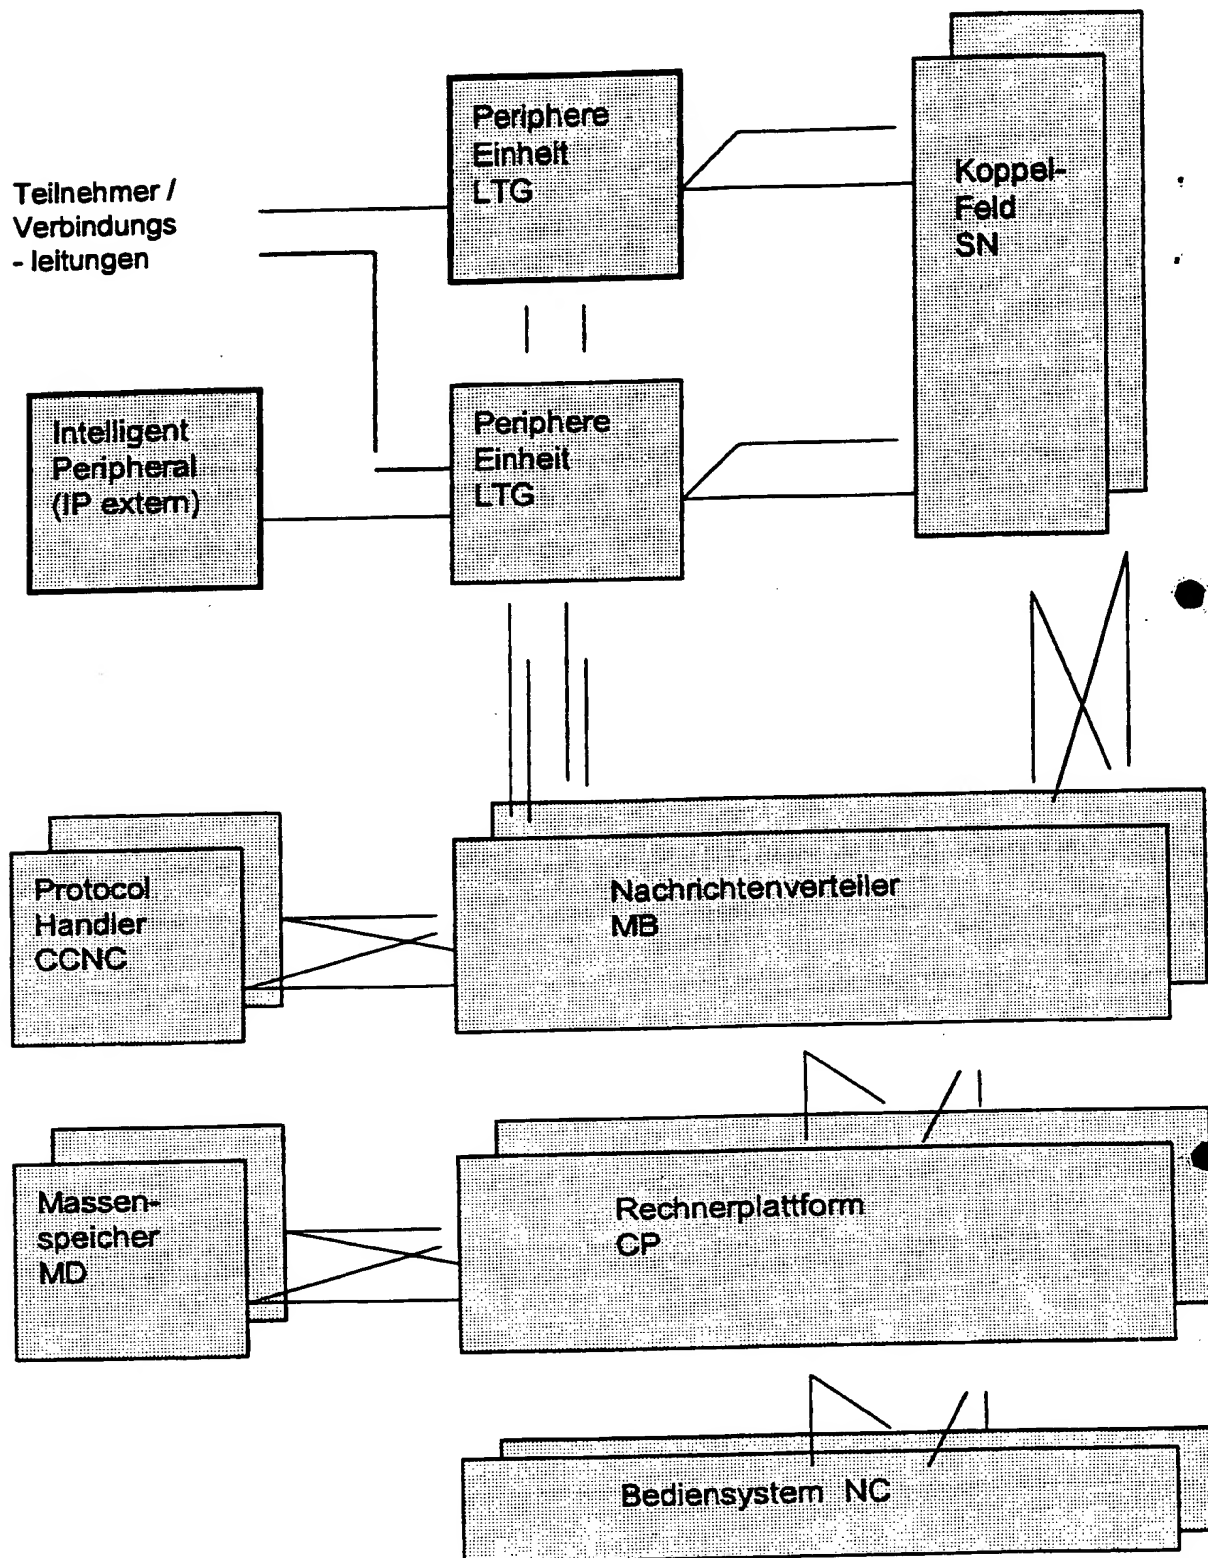 Periphere
Einheit
LTG
Koppel-
Feld
SN
Teilnehmer /
Verbindungs
- leitungen
Intelligent
Peripheral
(IP extern)
Periphere
Einheit
LTG
Protocol
Handler
CCNC
Nachrichtenverteiler
MB
Massen-
speicher
MD
Rechnerplattform
CP
Bediensystem NC